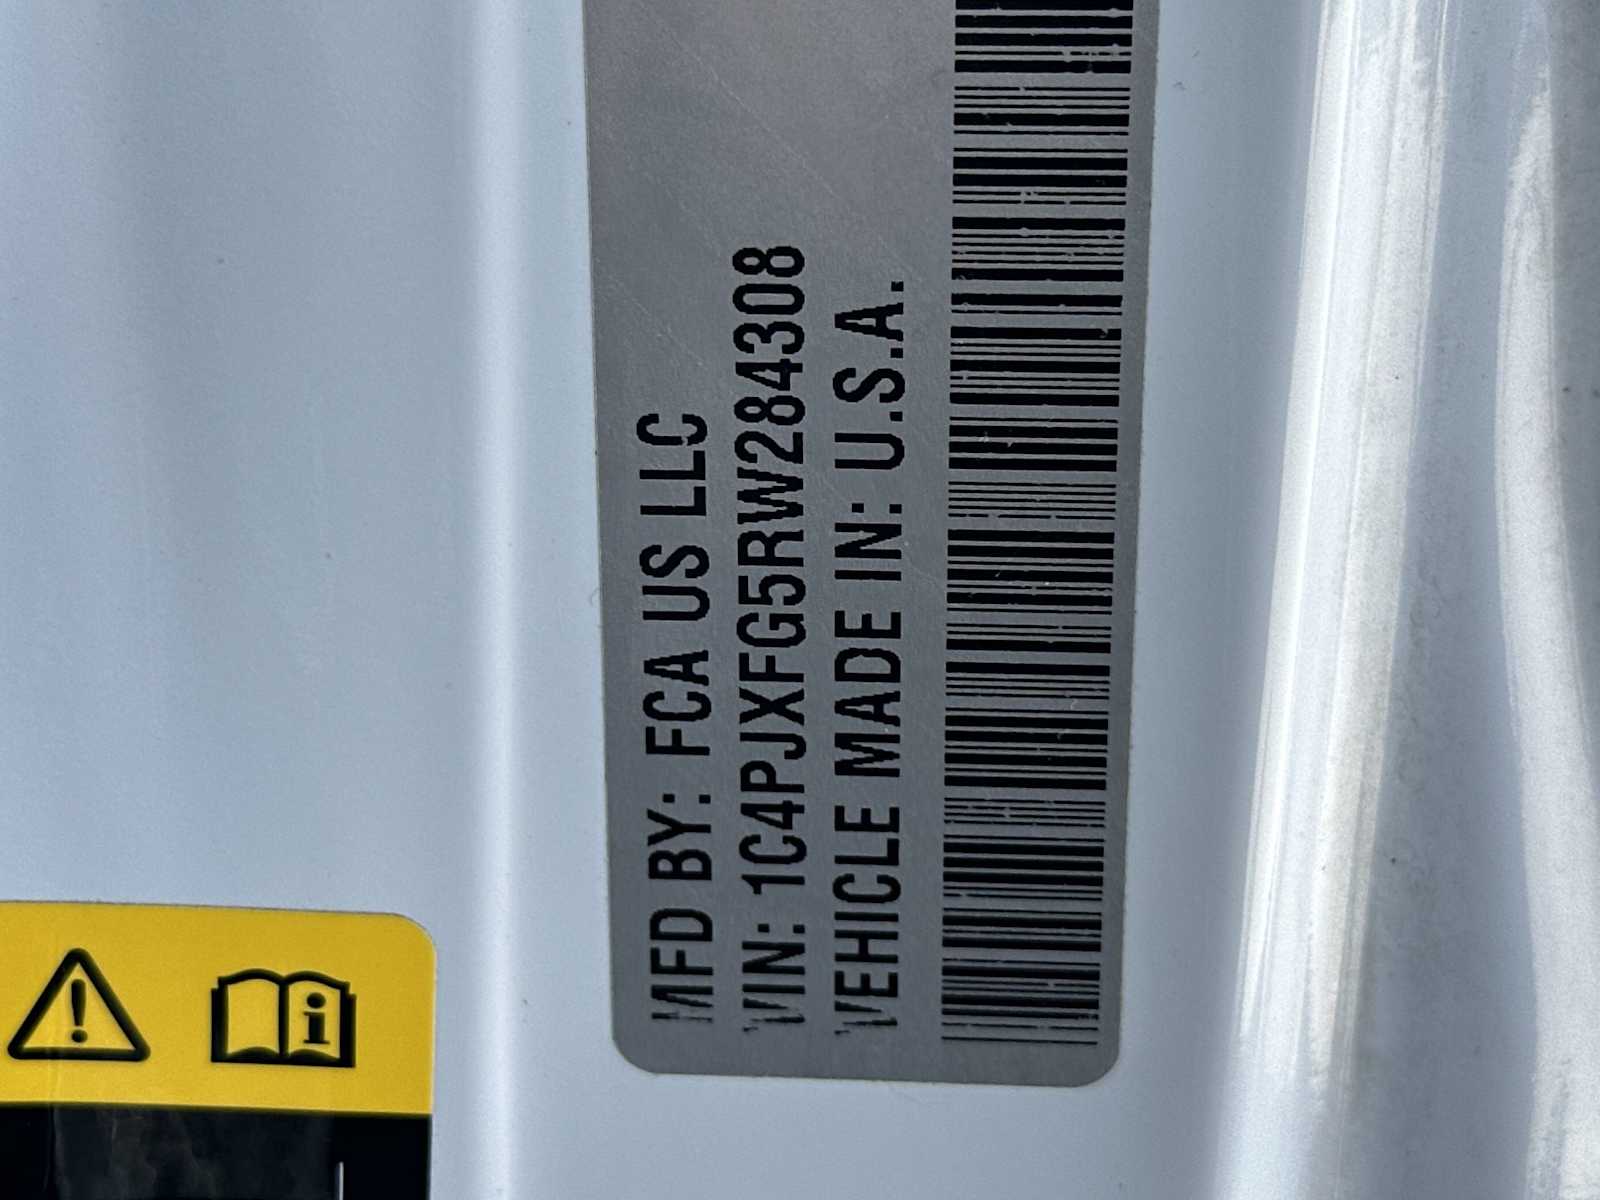 MFD BY: FCA US LLC
VIN: 1C4PJXFG5RW284308
VEHICLE MADE IN: U.S.A.